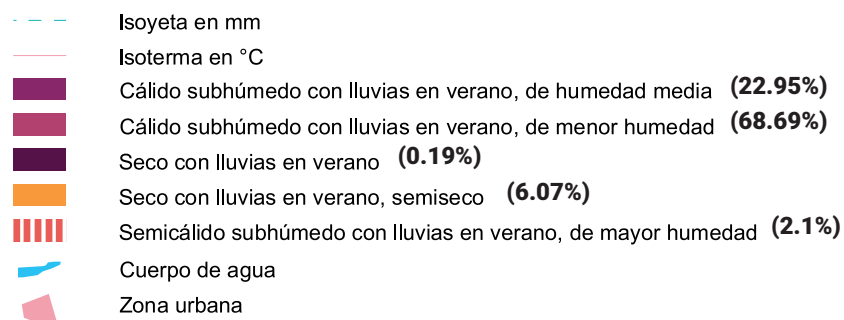 Isoyeta en mm
Isoterma en °C
Cálido subhúmedo con lluvias en verano, de humedad media (22.95%)
Cálido subhúmedo con lluvias en verano, de menor humedad (68.69%)
Seco con lluvias en verano (0.19%)
Seco con lluvias en verano, semiseco (6.07%)
Semicálido subhúmedo con lluvias en verano, de mayor humedad (2.1%)
Cuerpo de agua
Zona urbana